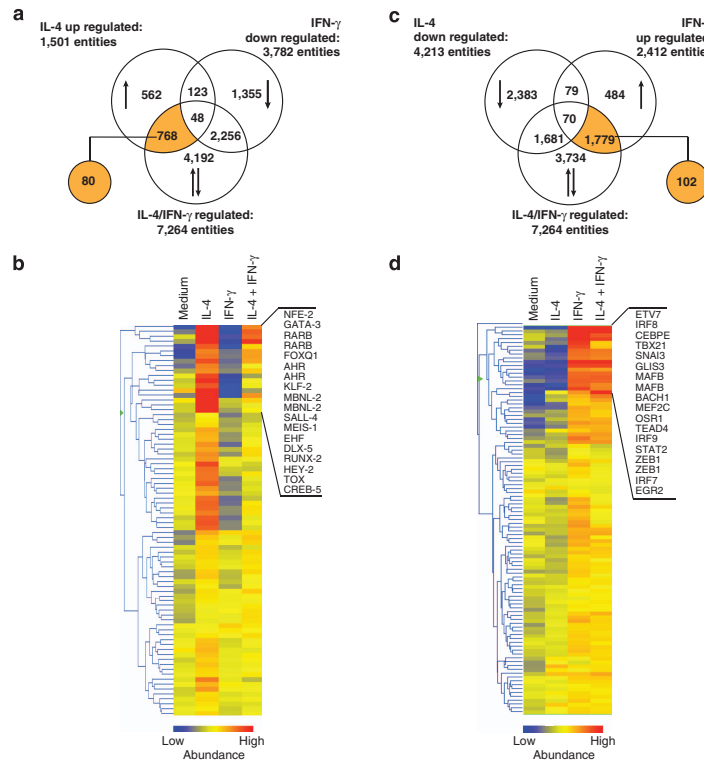 a
IL-4 up regulated:
1,501 entities
IFN-γ
down regulated:
3,782 entities
562
123
1,355
48
768
2,256
4,192
80
IL-4/IFN-γ regulated:
7,264 entities
c
IL-4
down regulated:
4,213 entities
IFN-
up regulated
2,412 entities
2,383
79
484
70
1,681
1,779
3,734
102
IL-4/IFN-γ regulated:
7,264 entities
b
Medium
IL-4
IFN-γ
IL-4 + IFN-γ
NFE-2
GATA-3
RARB
RARB
FOXQ1
AHR
AHR
KLF-2
MBNL-2
MBNL-2
SALL-4
MEIS-1
EHF
DLX-5
RUNX-2
HEY-2
TOX
CREB-5
Low
High
Abundance
d
Medium
IL-4
IFN-γ
IL-4 + IFN-γ
ETV7
IRF8
CEBPE
TBX21
SNAI3
GLIS3
MAFB
MAFB
BACH1
MEF2C
OSR1
TEAD4
IRF9
STAT2
ZEB1
ZEB1
IRF7
EGR2
Low
High
Abundance